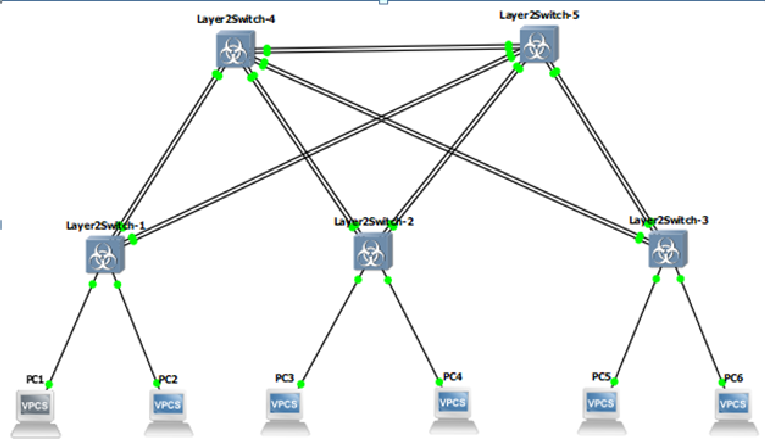 Layer2Switch-4
Layer2Switch-5
Layer2Switch-1
Layer2Switch-2
Layer2Switch-3
PC1
PC2
PC3
PC4
PC5
PC6
VPCS
VPCS
VPCS
VPCS
VPCS
VPCS